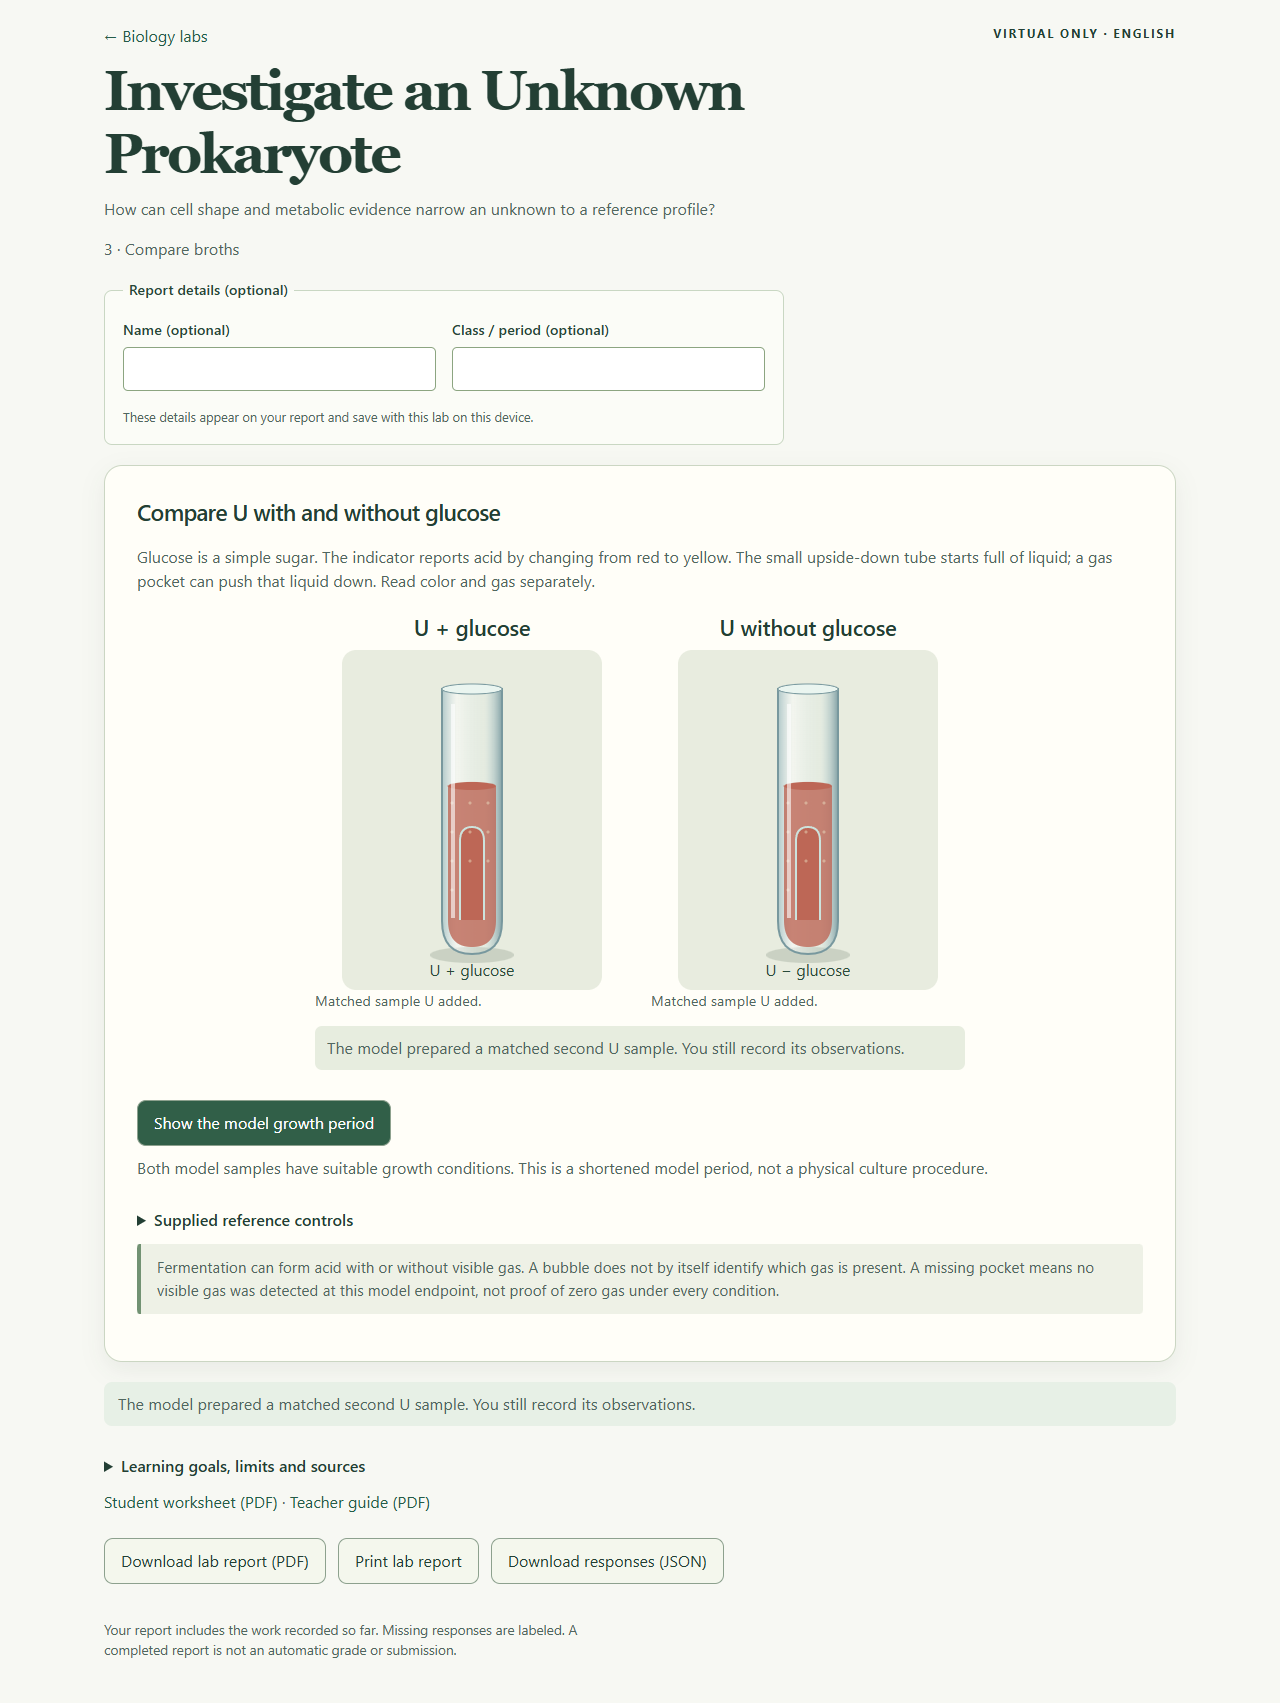 ← Biology labs
VIRTUAL ONLY · ENGLISH
Investigate an Unknown
Prokaryote
How can cell shape and metabolic evidence narrow an unknown to a reference profile?
3 · Compare broths
Report details (optional)
Name (optional)
Class / period (optional)
These details appear on your report and save with this lab on this device.
Compare U with and without glucose
Glucose is a simple sugar. The indicator reports acid by changing from red to yellow. The small upside-down tube starts full of liquid; a gas
pocket can push that liquid down. Read color and gas separately.
U + glucose
U without glucose
U + glucose
U − glucose
Matched sample U added.
Matched sample U added.
The model prepared a matched second U sample. You still record its observations.
Show the model growth period
Both model samples have suitable growth conditions. This is a shortened model period, not a physical culture procedure.
▶ Supplied reference controls
Fermentation can form acid with or without visible gas. A bubble does not by itself identify which gas is present. A missing pocket means no
visible gas was detected at this model endpoint, not proof of zero gas under every condition.
The model prepared a matched second U sample. You still record its observations.
▶ Learning goals, limits and sources
Student worksheet (PDF) · Teacher guide (PDF)
Download lab report (PDF)
Print lab report
Download responses (JSON)
Your report includes the work recorded so far. Missing responses are labeled. A
completed report is not an automatic grade or submission.